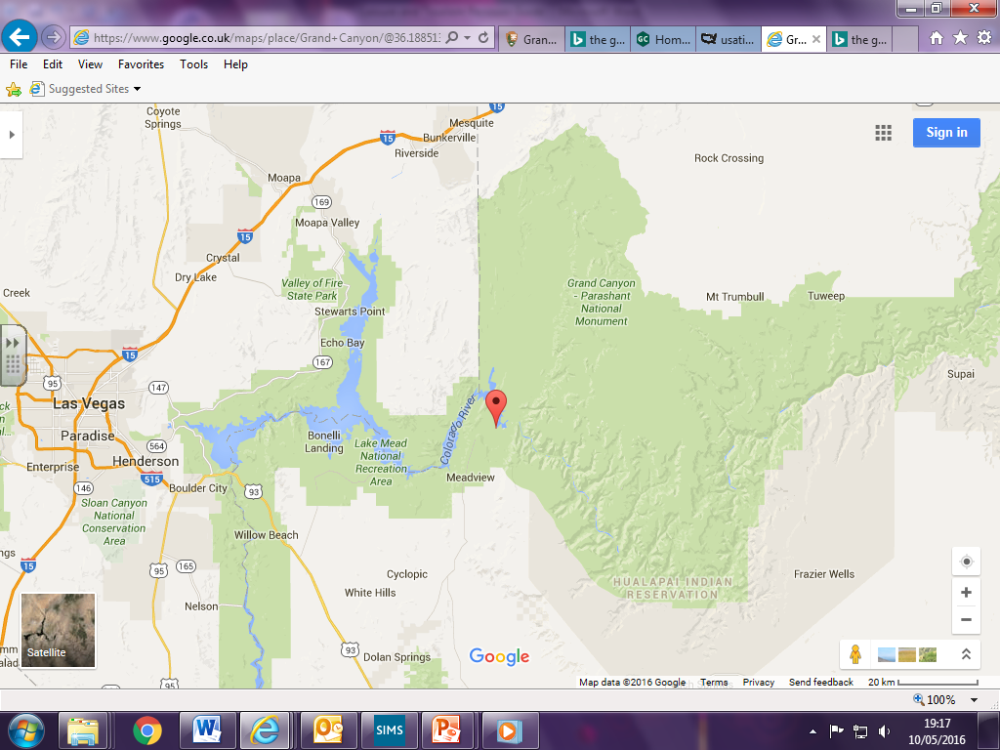 https://www.google.co.uk/maps/place/Grand+Canyon/@36.18851
Gran...
the g...
Hom...
usati...
Gr...
the g...
File Edit View Favorites Tools Help
Suggested Sites
Coyote
Springs
15
Mesquite
15
Bunkerville
Riverside
Sign in
Rock Crossing
Moapa
169
Moapa Valley
15
Crystal
Dry Lake
Valley of Fire
State Park
Grand Canyon
- Parashant
National
Monument
Creek
Mt Trumbull
Tuweep
Stewarts Point
Echo Bay
15
167
95
147
Supai
Las Vegas
Paradise
Colorado River
Bonelli
Landing
Lake Mead
National
Recreation
Area
564
Henderson
Enterprise
515
Meadview
146
Boulder City
93
Sloan Canyon
National
Conservation
Area
Willow Beach
ngs
15
95
165
Cyclopic
Frazier Wells
White Hills
HUALAPAI INDIAN
RESERVATION
Nelson
Satellite
93
Dolan Springs
Google
95
Map data ©2016 Google Terms Privacy Send feedback 20 km
100%
SIMS
19:17
10/05/2016